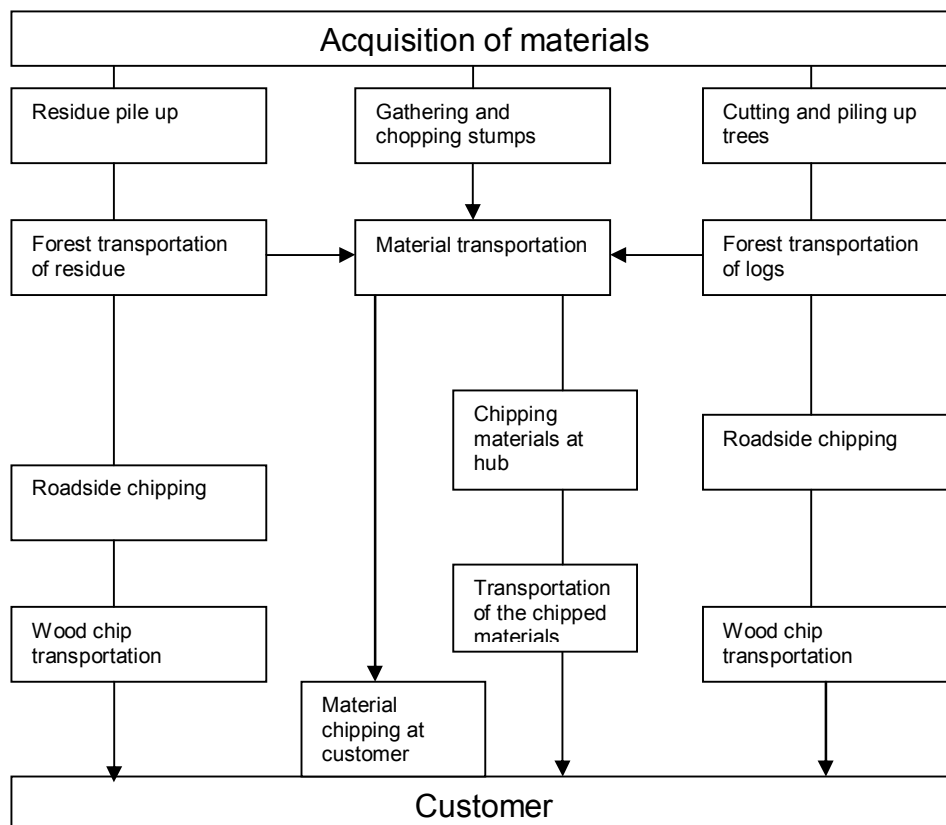 Acquisition of materials
Residue pile up
Gathering and
chopping stumps
Cutting and piling up
trees
Forest transportation
of residue
Material transportation
Forest transportation
of logs
Chipping
materials at
hub
Roadside chipping
Roadside chipping
Transportation
of the chipped
materials
Wood chip
transportation
Wood chip
transportation
Material
chipping at
customer
Customer